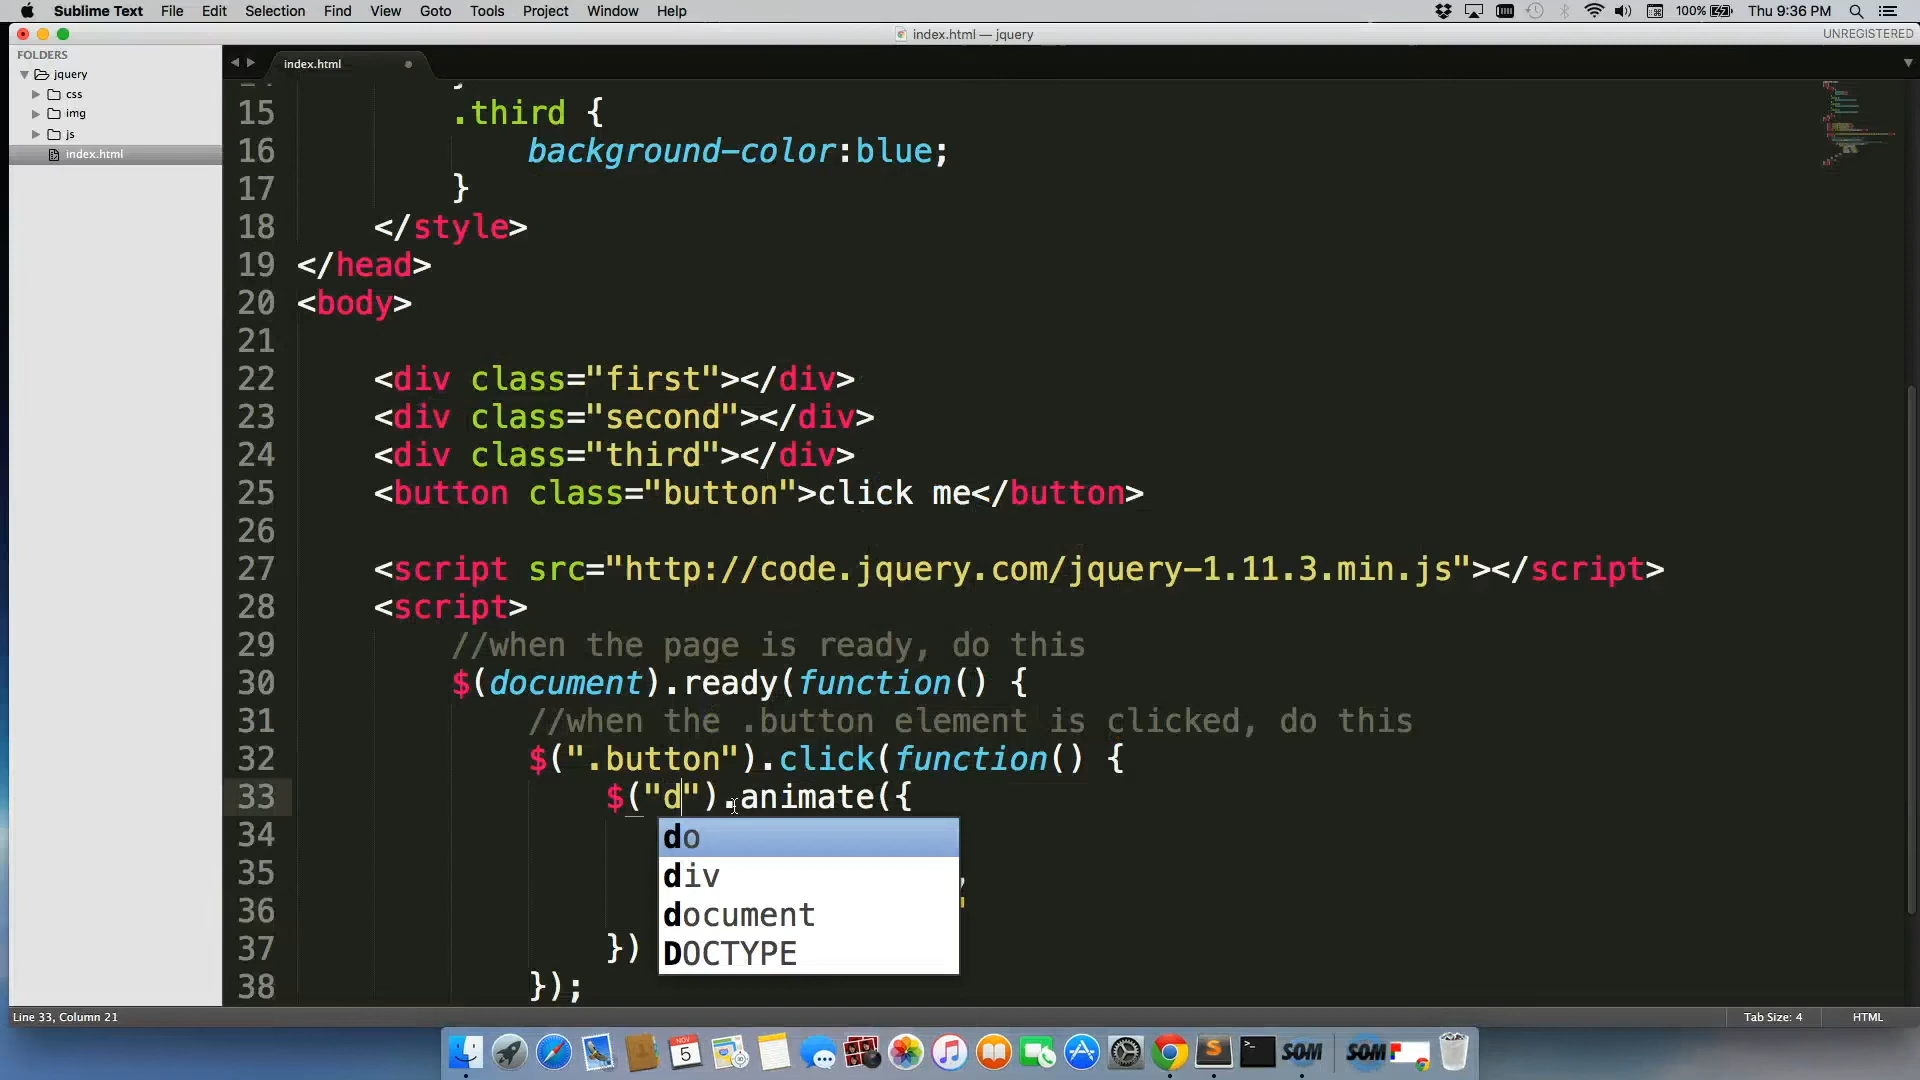 Sublime Text File Edit Selection Find View Goto Tools Project Window Help 100% Thu 9:36 PM
index.html — jquery UNREGISTERED
FOLDERS
jquery
css
img
js
index.html
index.html
15 .third {
16 background-color:blue;
17 }
18 </style>
19 </head>
20 <body>
21
22 <div class="first"></div>
23 <div class="second"></div>
24 <div class="third"></div>
25 <button class="button">click me</button>
26
27 <script src="http://code.jquery.com/jquery-1.11.3.min.js"></script>
28 <script>
29 //when the page is ready, do this
30 $(document).ready(function() {
31 //when the .button element is clicked, do this
32 $(".button").click(function() {
33 $("d").animate({
34
35 ,
36 "
37 })
38 });
do
div
document
DOCTYPE
Line 33, Column 21 Tab Size: 4 HTML
5
SOM
SOM